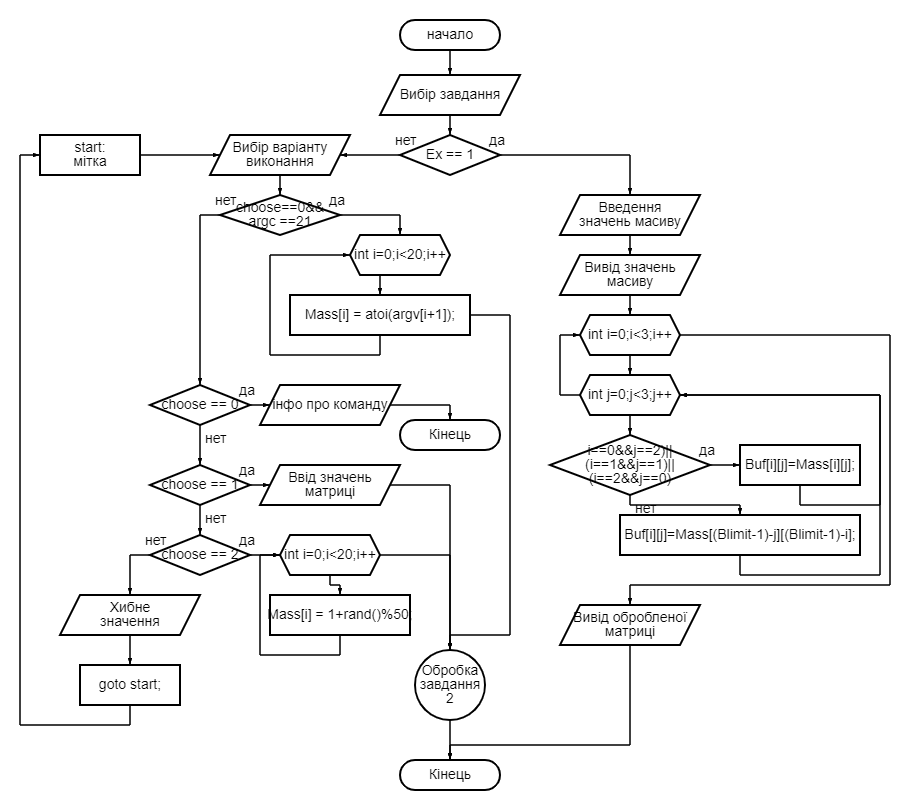 начало
Вибір завдання
нет
Ex == 1
да
start:
мітка
Вибір варіанту
виконання
нет
choose==0&&
argc ==21
да
int i=0;i<20;i++
Mass[i] = atoi(argv[i+1]);
choose == 0
да
нет
інфо про команду
Кінець
choose == 1
да
нет
Ввід значень
матриці
нет
choose == 2
да
int i=0;i<20;i++
Mass[i] = 1+rand()%50;
Хибне
значення
goto start;
Обробка
завдання
2
Введення
значень масиву
Вивід значень
масиву
int i=0;i<3;i++
int j=0;j<3;j++
i==0&&j==2)||
(i==1&&j==1)||
(i==2&&j==0)
да
нет
Buf[i][j]=Mass[i][j];
Buf[i][j]=Mass[(Blimit-1)-j][(Blimit-1)-i];
Вивід обробленої
матриці
Кінець